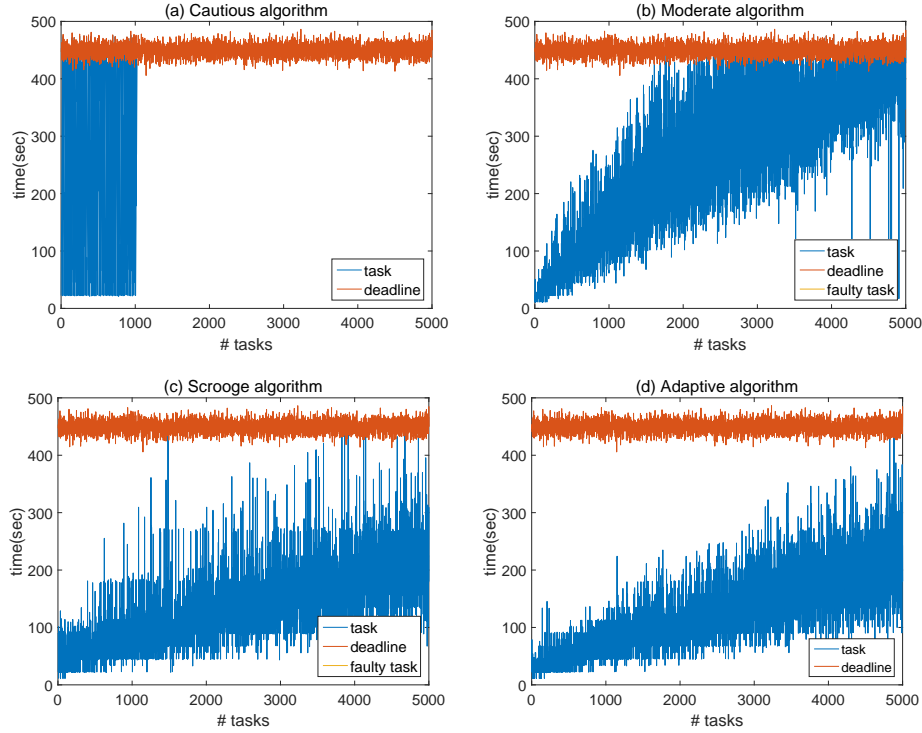 (a) Cautious algorithm
500
400
300
200
100
0
time(sec)
0 1000 2000 3000 4000 5000
# tasks
task
deadline
(b) Moderate algorithm
500
400
300
200
100
0
time(sec)
0 1000 2000 3000 4000 5000
# tasks
task
deadline
faulty task
(c) Scrooge algorithm
500
400
300
200
100
0
time(sec)
0 1000 2000 3000 4000 5000
# tasks
task
deadline
faulty task
(d) Adaptive algorithm
500
400
300
200
100
0
time(sec)
0 1000 2000 3000 4000 5000
# tasks
task
deadline